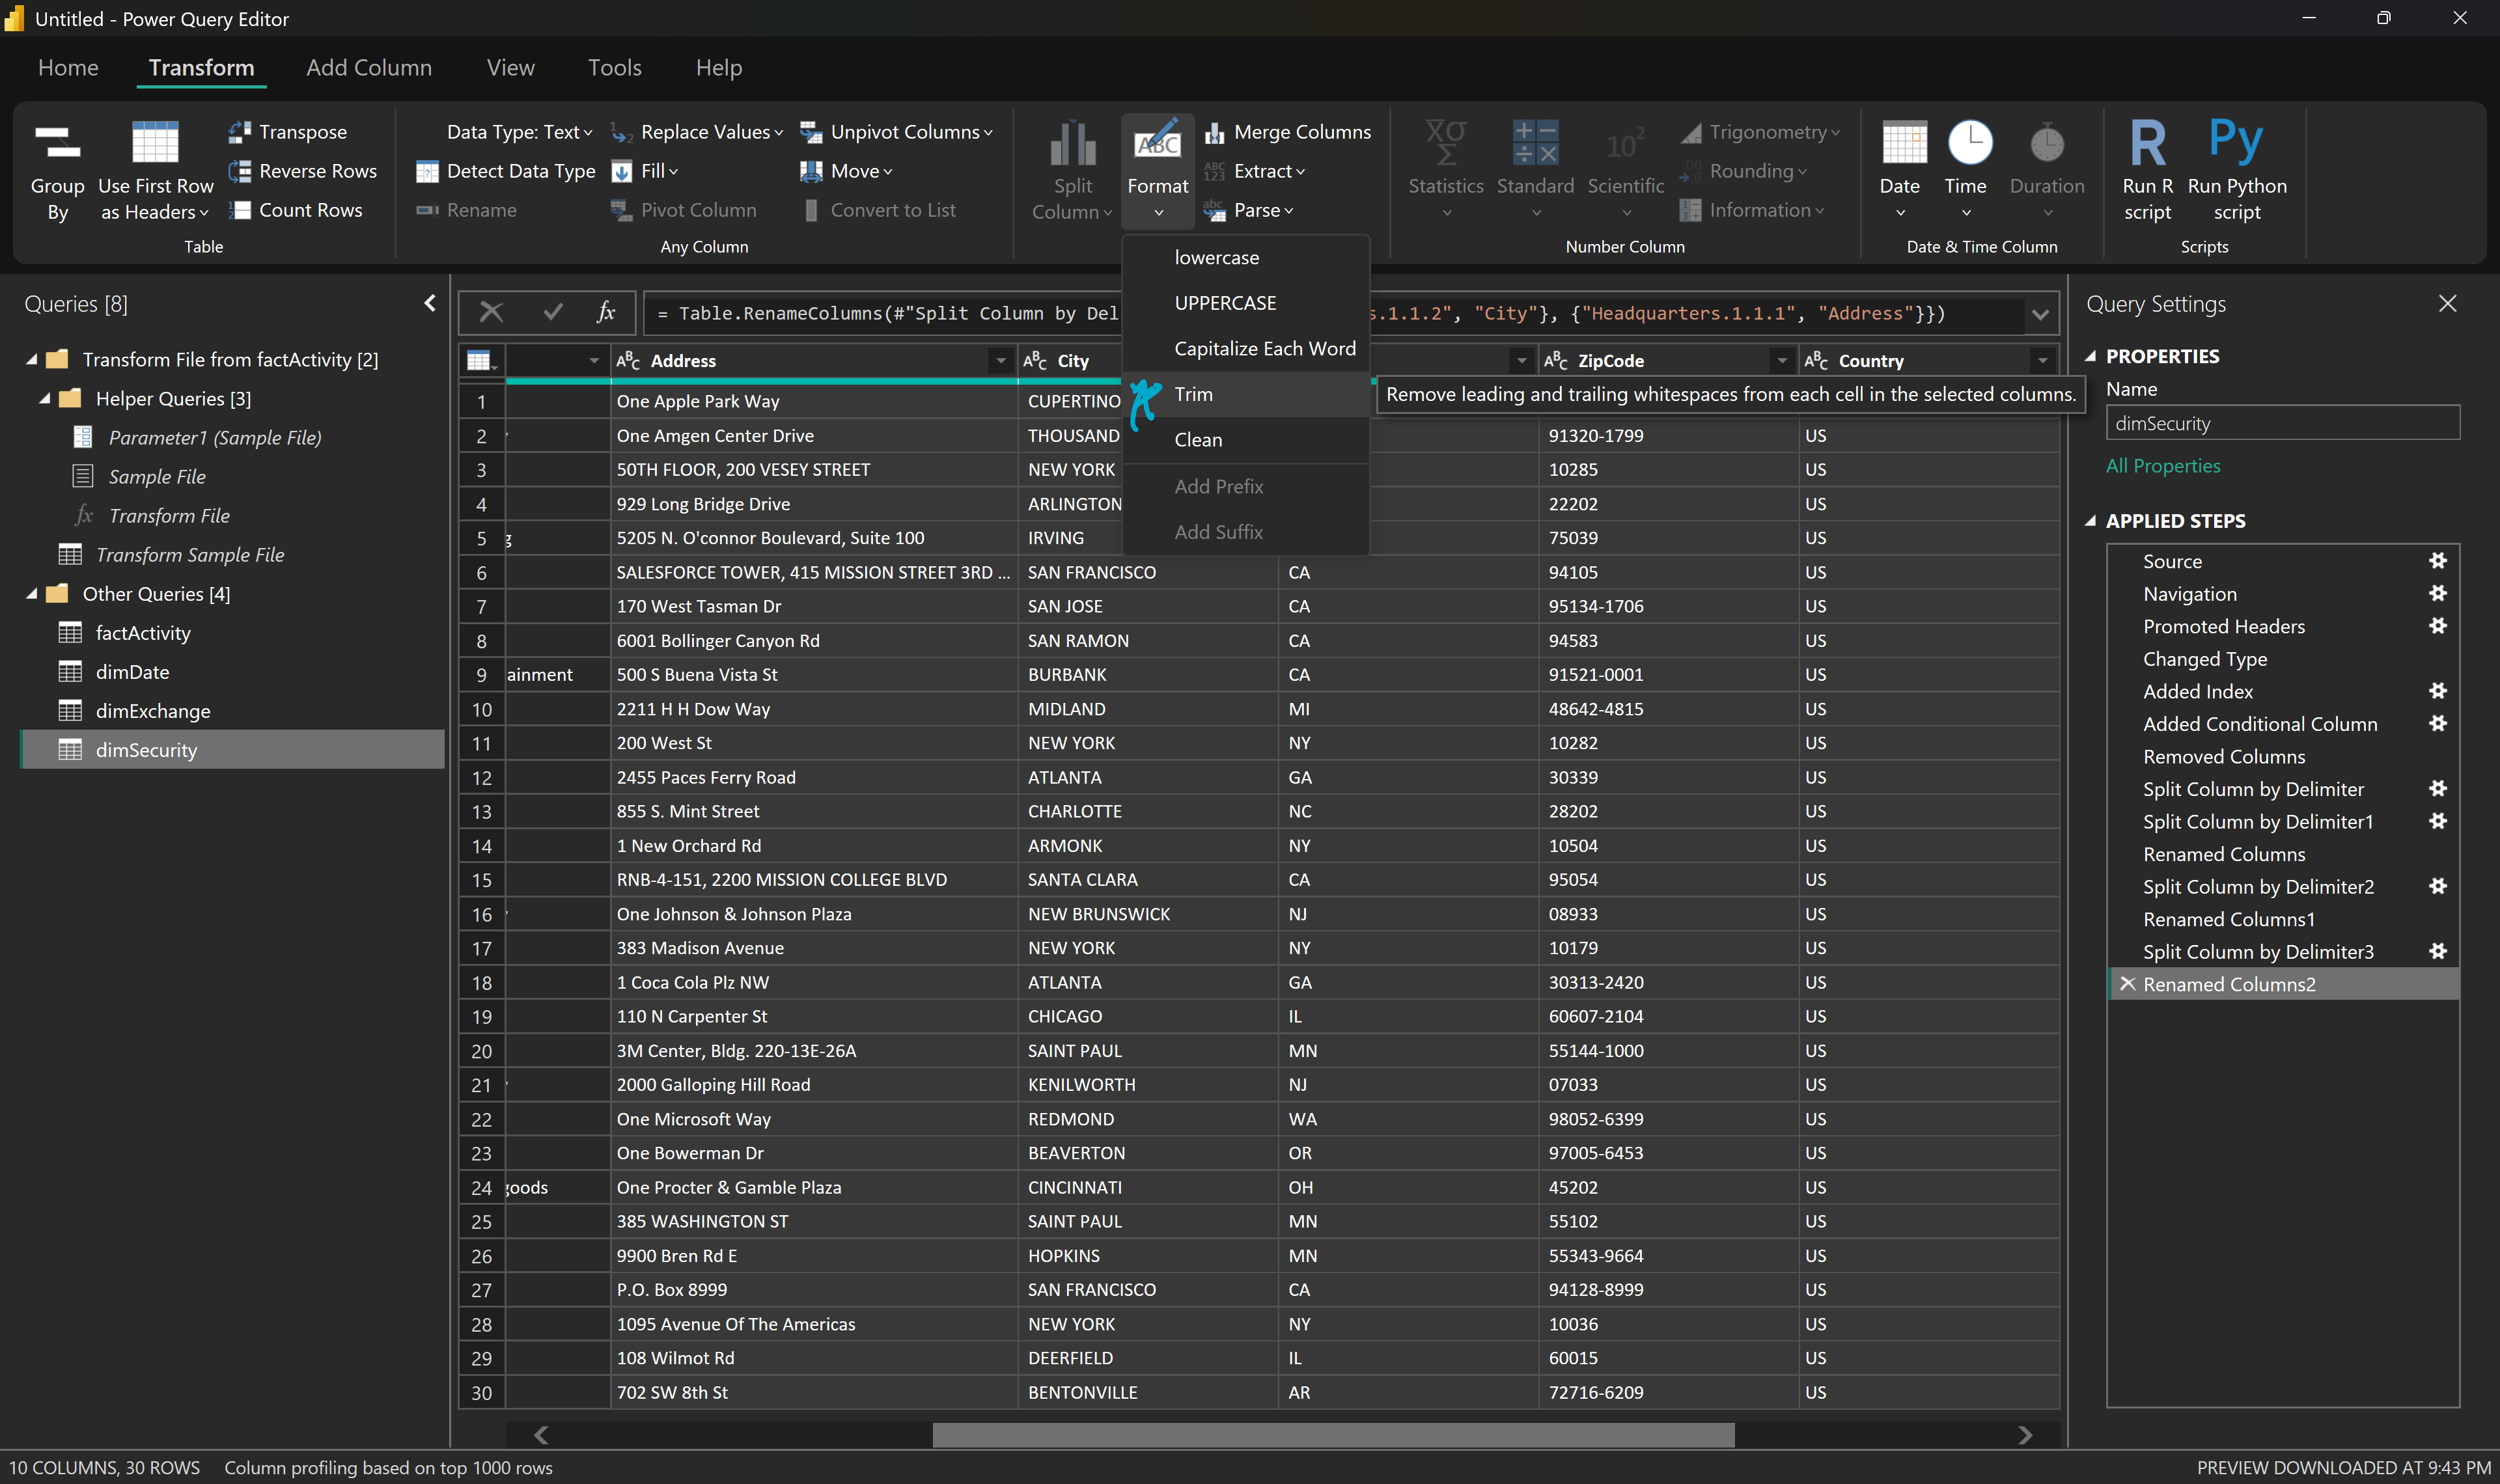 Untitled - Power Query Editor
Home Transform Add Column View Tools Help
Group By
Use First Row as Headers
Transpose
Reverse Rows
Count Rows
Table
Data Type: Text
Detect Data Type
Rename
Replace Values
Fill
Pivot Column
Unpivot Columns
Move
Convert to List
Any Column
Split Column
ABC
Format
Merge Columns
ABC 123 Extract
abc Parse
Statistics
Standard
10² Scientific
Trigonometry
Rounding
Information
Number Column
Date
Time
Duration
Date & Time Column
R Run R script
Py Run Python script
Scripts
lowercase
UPPERCASE
Capitalize Each Word
Trim
Clean
Add Prefix
Add Suffix
Remove leading and trailing whitespaces from each cell in the selected columns.
Queries [8]
Transform File from factActivity [2]
Helper Queries [3]
Parameter1 (Sample File)
Sample File
fx Transform File
Transform Sample File
Other Queries [4]
factActivity
dimDate
dimExchange
dimSecurity
fx = Table.RenameColumns(#"Split Column by Del .1.1.2", "City"}, {"Headquarters.1.1.1", "Address"}})
ABC Address ABC City ABC ZipCode ABC Country
1 One Apple Park Way CUPERTINO
2 One Amgen Center Drive THOUSAND 91320-1799 US
3 50TH FLOOR, 200 VESEY STREET NEW YORK 10285 US
4 929 Long Bridge Drive ARLINGTON 22202 US
5 5205 N. O'connor Boulevard, Suite 100 IRVING 75039 US
6 SALESFORCE TOWER, 415 MISSION STREET 3RD ... SAN FRANCISCO CA 94105 US
7 170 West Tasman Dr SAN JOSE CA 95134-1706 US
8 6001 Bollinger Canyon Rd SAN RAMON CA 94583 US
9 ainment 500 S Buena Vista St BURBANK CA 91521-0001 US
10 2211 H H Dow Way MIDLAND MI 48642-4815 US
11 200 West St NEW YORK NY 10282 US
12 2455 Paces Ferry Road ATLANTA GA 30339 US
13 855 S. Mint Street CHARLOTTE NC 28202 US
14 1 New Orchard Rd ARMONK NY 10504 US
15 RNB-4-151, 2200 MISSION COLLEGE BLVD SANTA CLARA CA 95054 US
16 One Johnson & Johnson Plaza NEW BRUNSWICK NJ 08933 US
17 383 Madison Avenue NEW YORK NY 10179 US
18 1 Coca Cola Plz NW ATLANTA GA 30313-2420 US
19 110 N Carpenter St CHICAGO IL 60607-2104 US
20 3M Center, Bldg. 220-13E-26A SAINT PAUL MN 55144-1000 US
21 2000 Galloping Hill Road KENILWORTH NJ 07033 US
22 One Microsoft Way REDMOND WA 98052-6399 US
23 One Bowerman Dr BEAVERTON OR 97005-6453 US
24 goods One Procter & Gamble Plaza CINCINNATI OH 45202 US
25 385 WASHINGTON ST SAINT PAUL MN 55102 US
26 9900 Bren Rd E HOPKINS MN 55343-9664 US
27 P.O. Box 8999 SAN FRANCISCO CA 94128-8999 US
28 1095 Avenue Of The Americas NEW YORK NY 10036 US
29 108 Wilmot Rd DEERFIELD IL 60015 US
30 702 SW 8th St BENTONVILLE AR 72716-6209 US
Query Settings
PROPERTIES
Name
dimSecurity
All Properties
APPLIED STEPS
Source
Navigation
Promoted Headers
Changed Type
Added Index
Added Conditional Column
Removed Columns
Split Column by Delimiter
Split Column by Delimiter1
Renamed Columns
Split Column by Delimiter2
Renamed Columns1
Split Column by Delimiter3
Renamed Columns2
10 COLUMNS, 30 ROWS Column profiling based on top 1000 rows
PREVIEW DOWNLOADED AT 9:43 PM